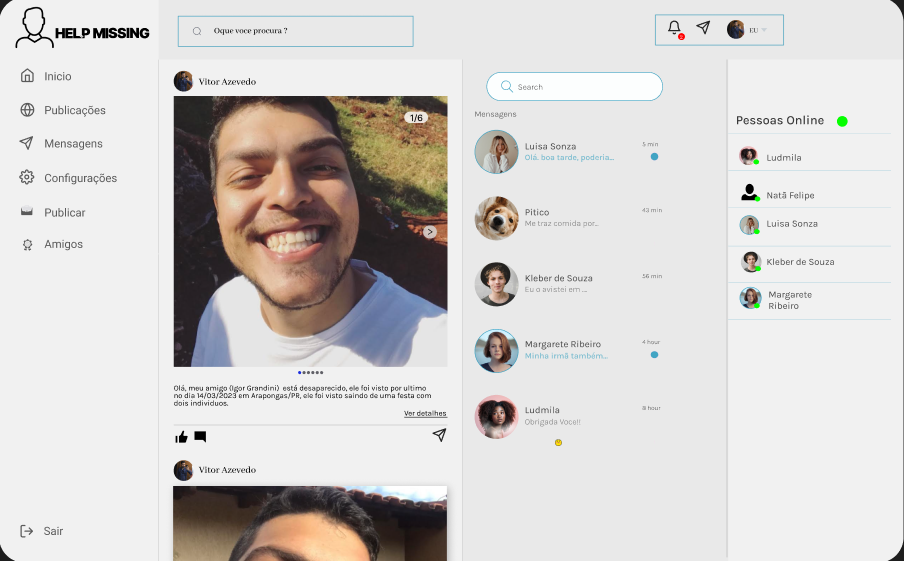 HELP MISSING
Oque voce procura ?
EU
Inicio
Publicações
Mensagens
Configurações
Publicar
Amigos
Sair
Vitor Azevedo
1/6
>
Olá, meu amigo (Igor Grandini) está desaparecido, ele foi visto por ultimo
no dia 14/03/2023 em Arapongas/PR, ele foi visto saindo de uma festa com
dois individuos.
Ver detalhes
Vitor Azevedo
Search
Mensagens
Luisa Sonza
5 min
Olá. boa tarde, poderia...
Pitico
43 min
Me traz comida por...
Kleber de Souza
56 min
Eu o avistei em ...
Margarete Ribeiro
4 hour
Minha irmã também...
Ludmila
8 hour
Obrigada Voce!!
Pessoas Online
Ludmila
Natã Felipe
Luisa Sonza
Kleber de Souza
Margarete
Ribeiro